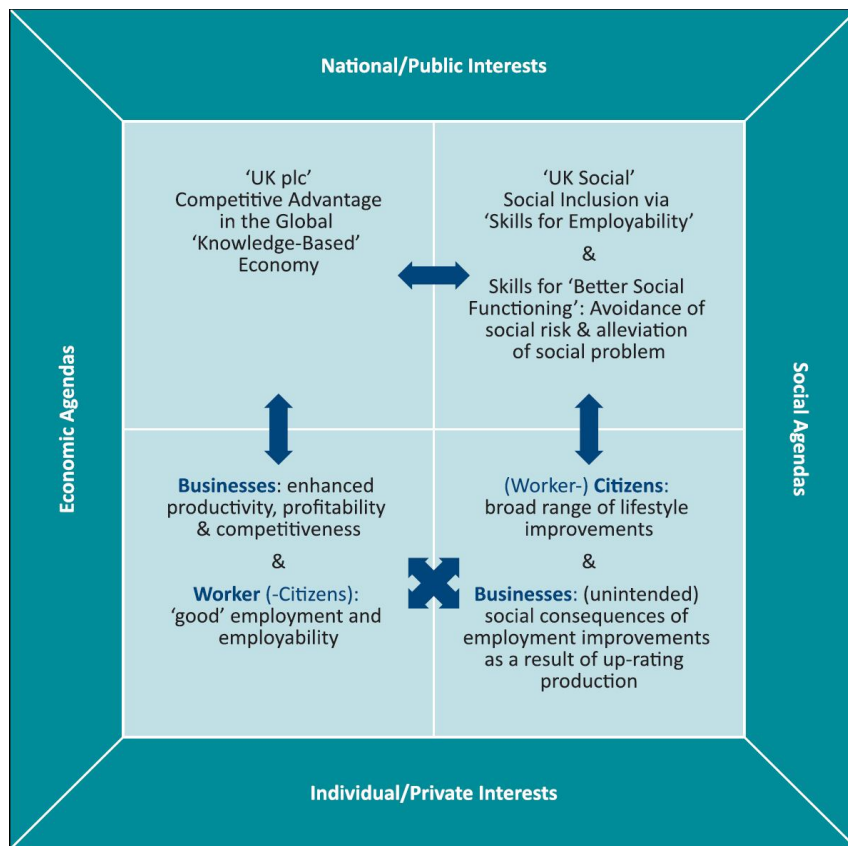 National/Public Interests
Economic Agendas
‘UK plc’
Competitive Advantage
in the Global
‘Knowledge-Based’
Economy
‘UK Social’
Social Inclusion via
‘Skills for Employability’
&
Skills for ‘Better Social
Functioning’: Avoidance of
social risk & alleviation
of social problem
Social Agendas
Businesses: enhanced
productivity, profitability
& competitiveness
&
Worker (-Citizens):
‘good’ employment and
employability
(Worker-) Citizens:
broad range of lifestyle
improvements
&
Businesses: (unintended)
social consequences of
employment improvements
as a result of up-rating
production
Individual/Private Interests